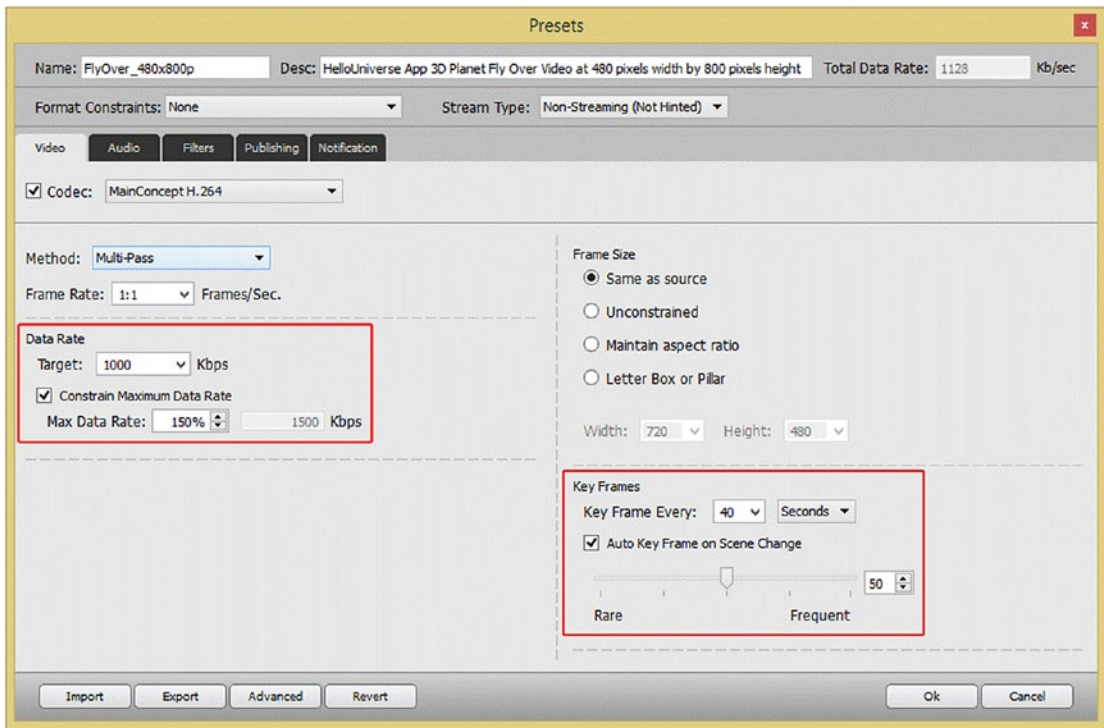 Presets
x
Name: FlyOver_480x800p Desc: HelloUniverse App 3D Planet Fly Over Video at 480 pixels width by 800 pixels height Total Data Rate: 1128 Kb/sec
Format Constraints: None Stream Type: Non-Streaming (Not Hinted)
Video Audio Filters Publishing Notification
Codec: MainConcept H.264
Method: Multi-Pass
Frame Rate: 1:1 Frames/Sec.
Data Rate
Target: 1000 Kbps
Constrain Maximum Data Rate
Max Data Rate: 150% 1500 Kbps
Frame Size
Same as source
Unconstrained
Maintain aspect ratio
Letter Box or Pillar
Width: 720 Height: 480
Key Frames
Key Frame Every: 40 Seconds
Auto Key Frame on Scene Change
50
Rare Frequent
Import Export Advanced Revert Ok Cancel